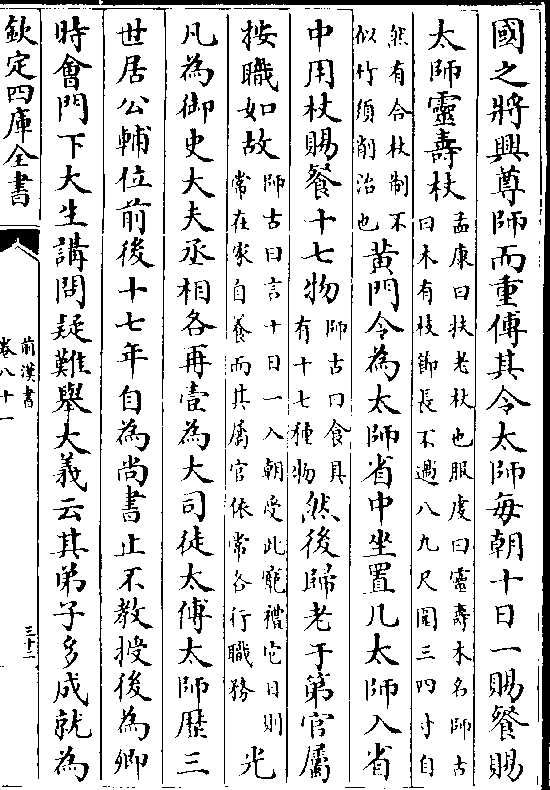 國之將興尊師而重傅其令太師毎朝十日一賜餐賜
太師靈壽杖孟康曰扶老杖也服虔曰靈壽木名師古曰木有枝節長不過八九尺圍三四寸自
然有合杖制不似竹須削治也黄門令為太師省中坐置几太師入省
中用杖賜餐十七物師古曰食具有十七種物然後歸老于第官屬
按職如故師古曰言十日一入朝受此寵禮它日則常在家自養而其屬官依常各行職務光
凡為御史大夫丞相各再壹為大司徒太傅太師歴三
世居公輔位前後十七年自為尚書止不教授後為卿
時會門下大生講問疑難舉大義云其弟子多成就為
欽定四庫全書
前漢書
卷八十一
三十二